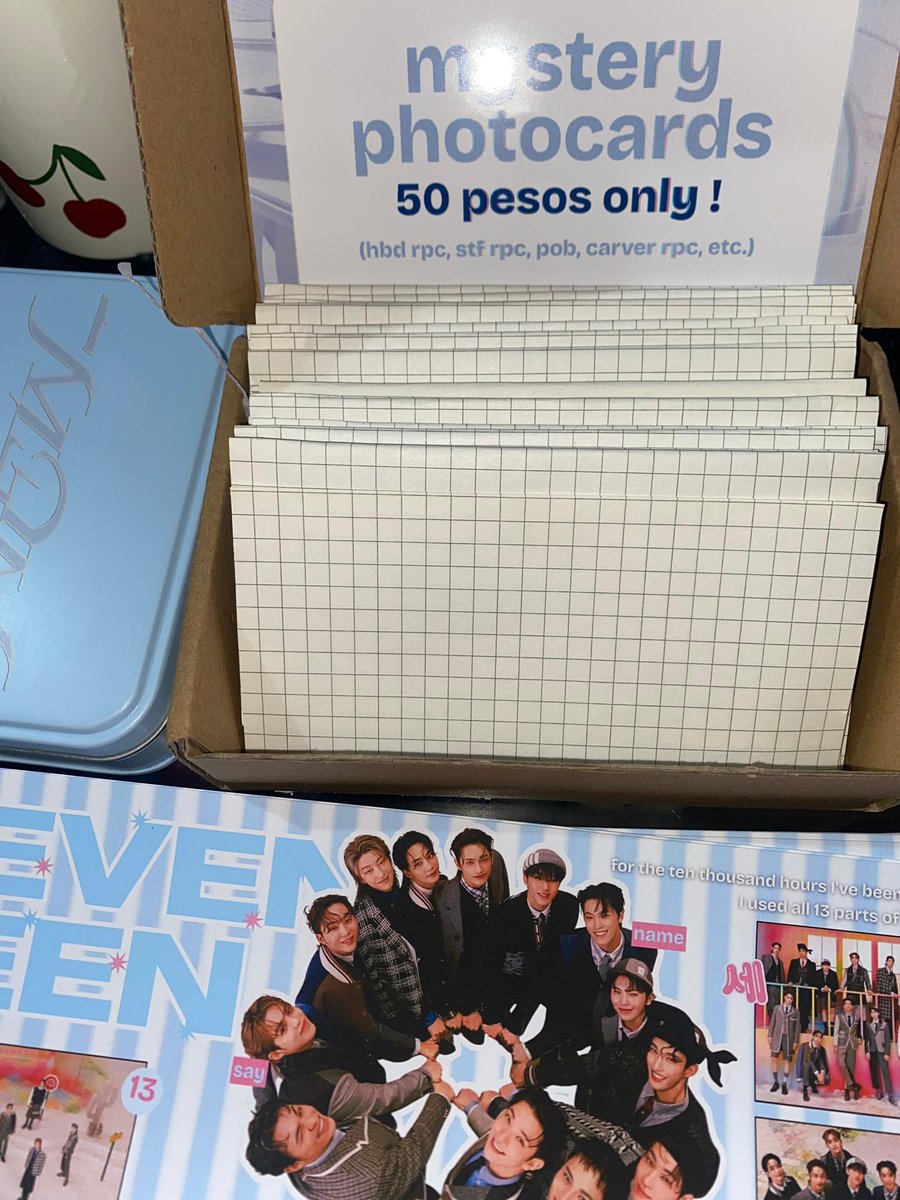 mystery
photocards
50 pesos only !
(hbd rpc, stf rpc, pob, carver rpc, etc.)
EVEN
EEN
for the ten thousand hours I've been
I used all 13 parts of
name
세
say
13